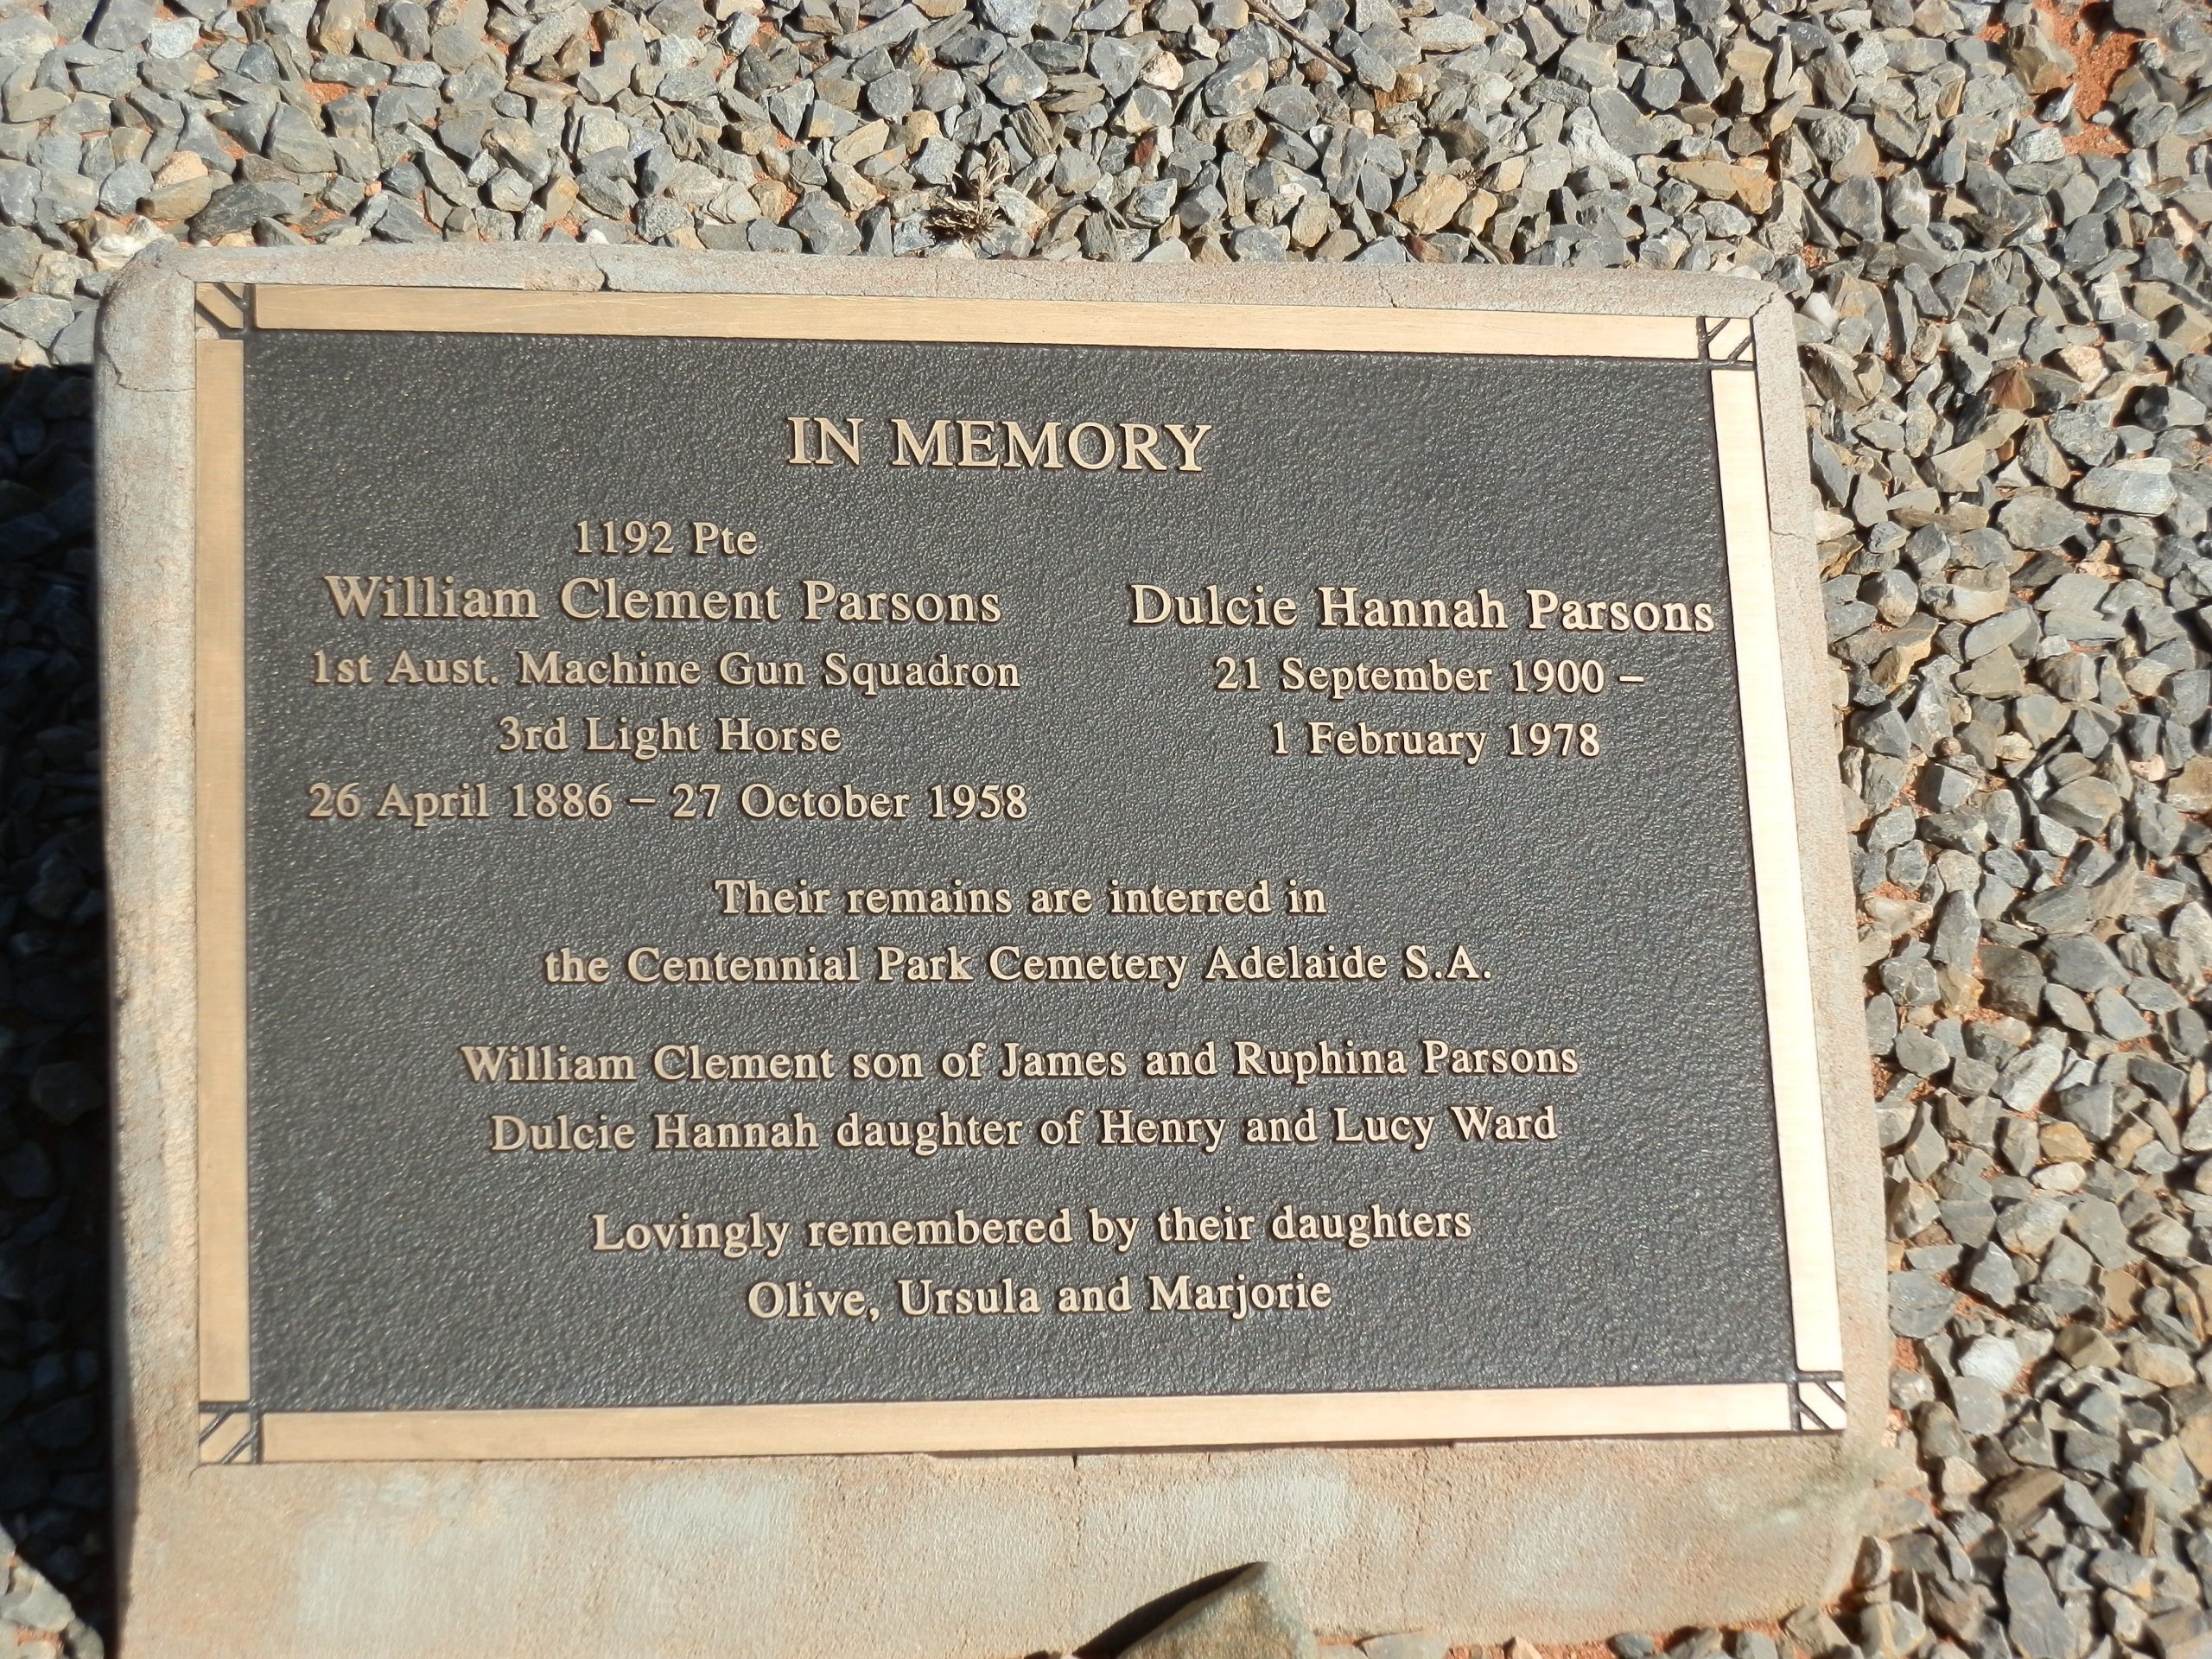 IN MEMORY
1192 Pte
William Clement Parsons
1st Aust. Machine Gun Squadron
3rd Light Horse
26 April 1886 – 27 October 1958
Dulcie Hannah Parsons
21 September 1900 –
1 February 1978
Their remains are interred in
the Centennial Park Cemetery Adelaide S.A.
William Clement son of James and Ruphina Parsons
Dulcie Hannah daughter of Henry and Lucy Ward
Lovingly remembered by their daughters
Olive, Ursula and Marjorie